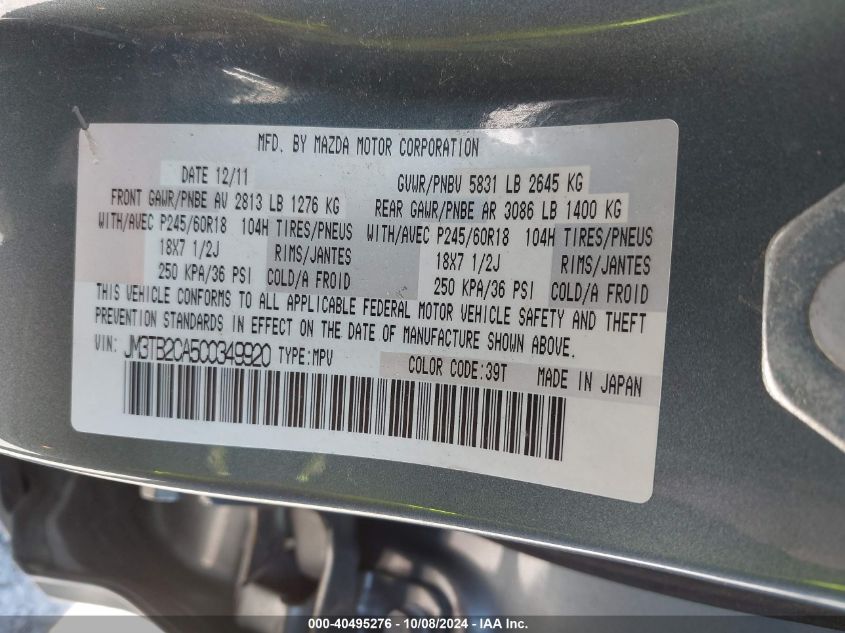 MFD. BY MAZDA MOTOR CORPORATION
DATE 12/11 GVWR/PNBV 5831 LB 2645 KG
FRONT GAWR/PNBE AV 2813 LB 1276 KG REAR GAWR/PNBE AR 3086 LB 1400 KG
WITH/AVEC P245/60R18 104H TIRES/PNEUS WITH/AVEC P245/60R18 104H TIRES/PNEUS
18X7 1/2J RIMS/JANTES 18X7 1/2J RIMS/JANTES
250 KPA/36 PSI COLD/A FROID 250 KPA/36 PSI COLD/A FROID
THIS VEHICLE CONFORMS TO ALL APPLICABLE FEDERAL MOTOR VEHICLE SAFETY AND THEFT
PREVENTION STANDARDS IN EFFECT ON THE DATE OF MANUFACTURE SHOWN ABOVE.
VIN: JM3TB2CA5C0349920 TYPE:MPV COLOR CODE:39T MADE IN JAPAN
000-40495276 - 10/08/2024 - IAA Inc.